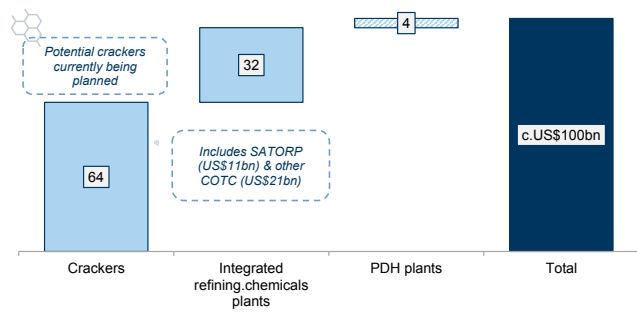 Potential crackers
currently being
planned
64
32
Includes SATORP
(US$11bn) & other
COTC (US$21bn)
4
c.US$100bn
Crackers
Integrated
refining.chemicals
plants
PDH plants
Total